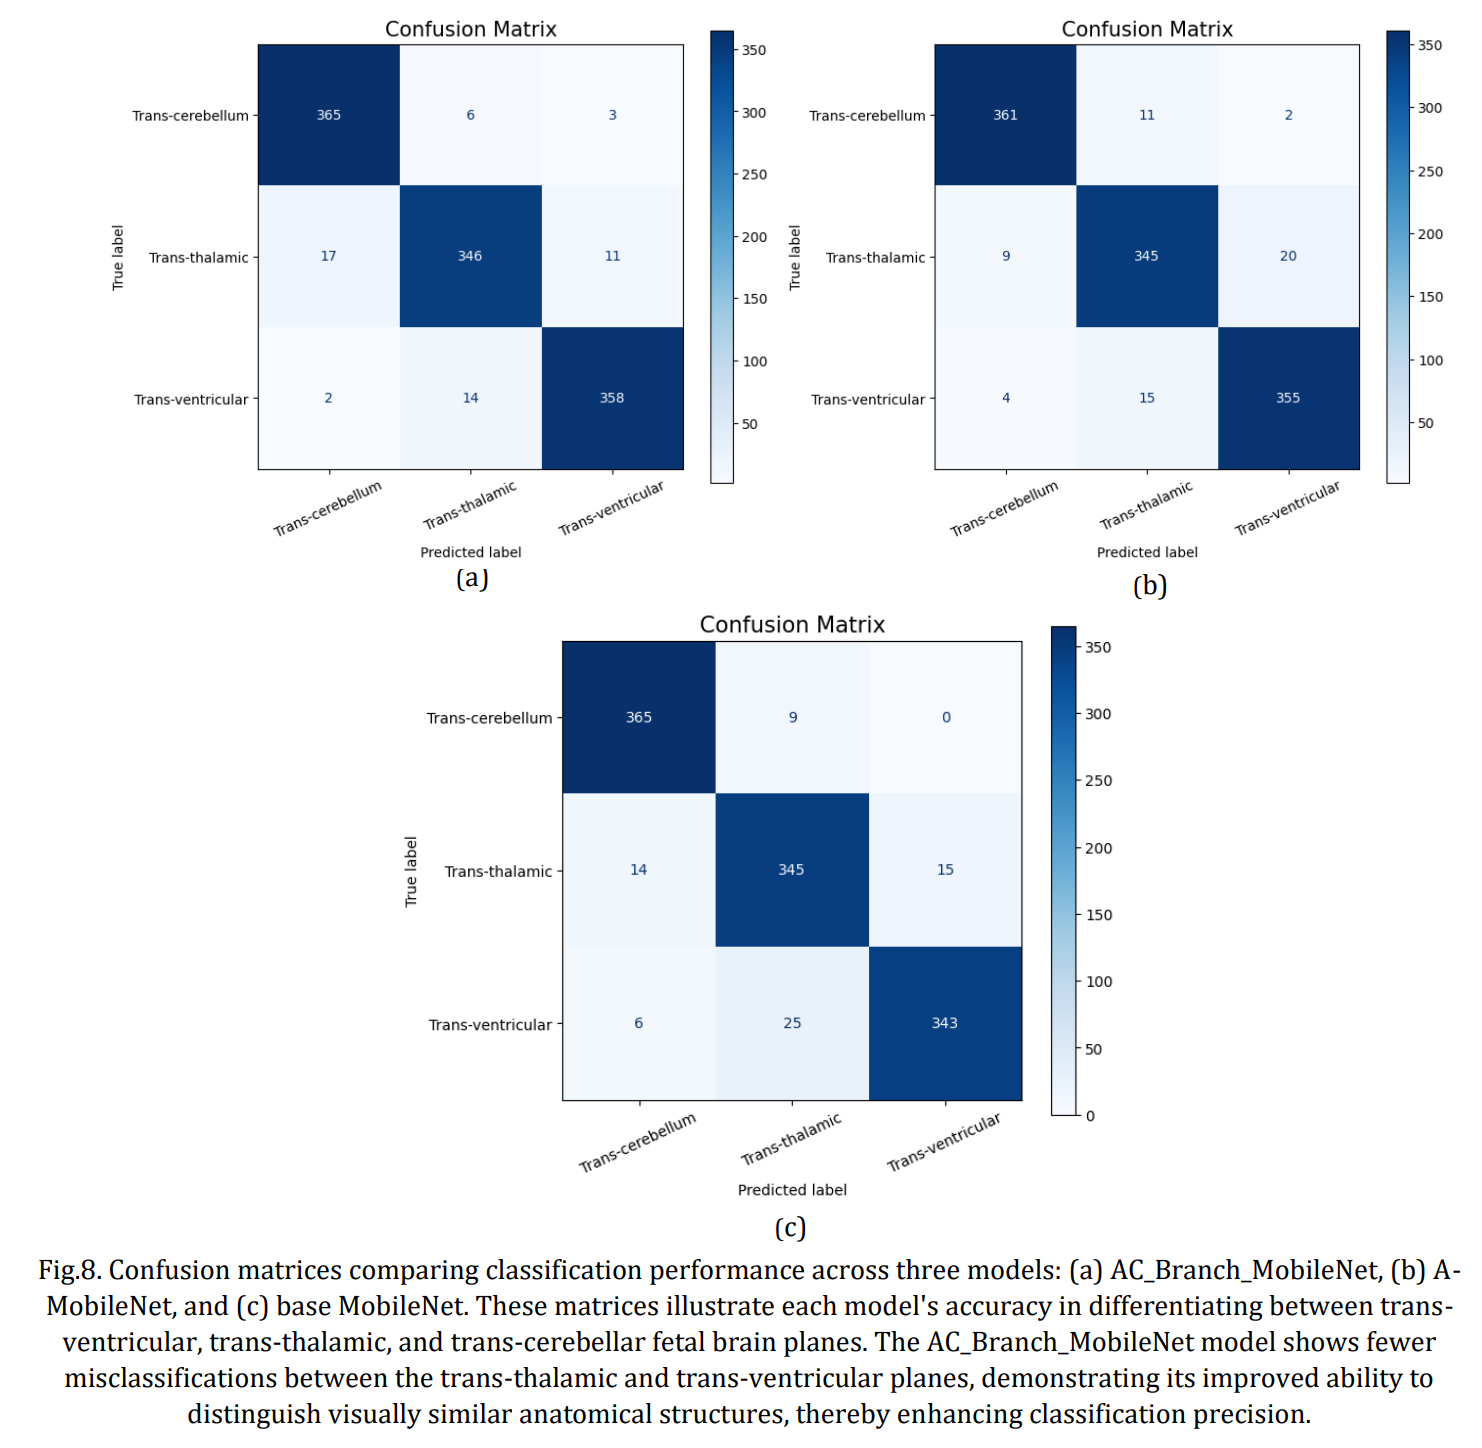 Confusion Matrix
Trans-cerebellum
365 6 3
350
300
250
200
150
100
50
Trans-thalamic
17 346 11
True label
Trans-ventricular
2 14 358
Trans-cerebellum
Trans-thalamic
Trans-ventricular
Predicted label
(a)
Confusion Matrix
Trans-cerebellum
361 11 2
350
300
250
200
150
100
50
Trans-thalamic
9 345 20
True label
Trans-ventricular
4 15 355
Trans-cerebellum
Trans-thalamic
Trans-ventricular
Predicted label
(b)
Confusion Matrix
Trans-cerebellum
365 9 0
350
300
250
200
150
100
50
0
Trans-thalamic
14 345 15
True label
Trans-ventricular
6 25 343
Trans-cerebellum
Trans-thalamic
Trans-ventricular
Predicted label
(c)
Fig.8. Confusion matrices comparing classification performance across three models: (a) AC_Branch_MobileNet, (b) A-
MobileNet, and (c) base MobileNet. These matrices illustrate each model's accuracy in differentiating between trans-
ventricular, trans-thalamic, and trans-cerebellar fetal brain planes. The AC_Branch_MobileNet model shows fewer
misclassifications between the trans-thalamic and trans-ventricular planes, demonstrating its improved ability to
distinguish visually similar anatomical structures, thereby enhancing classification precision.